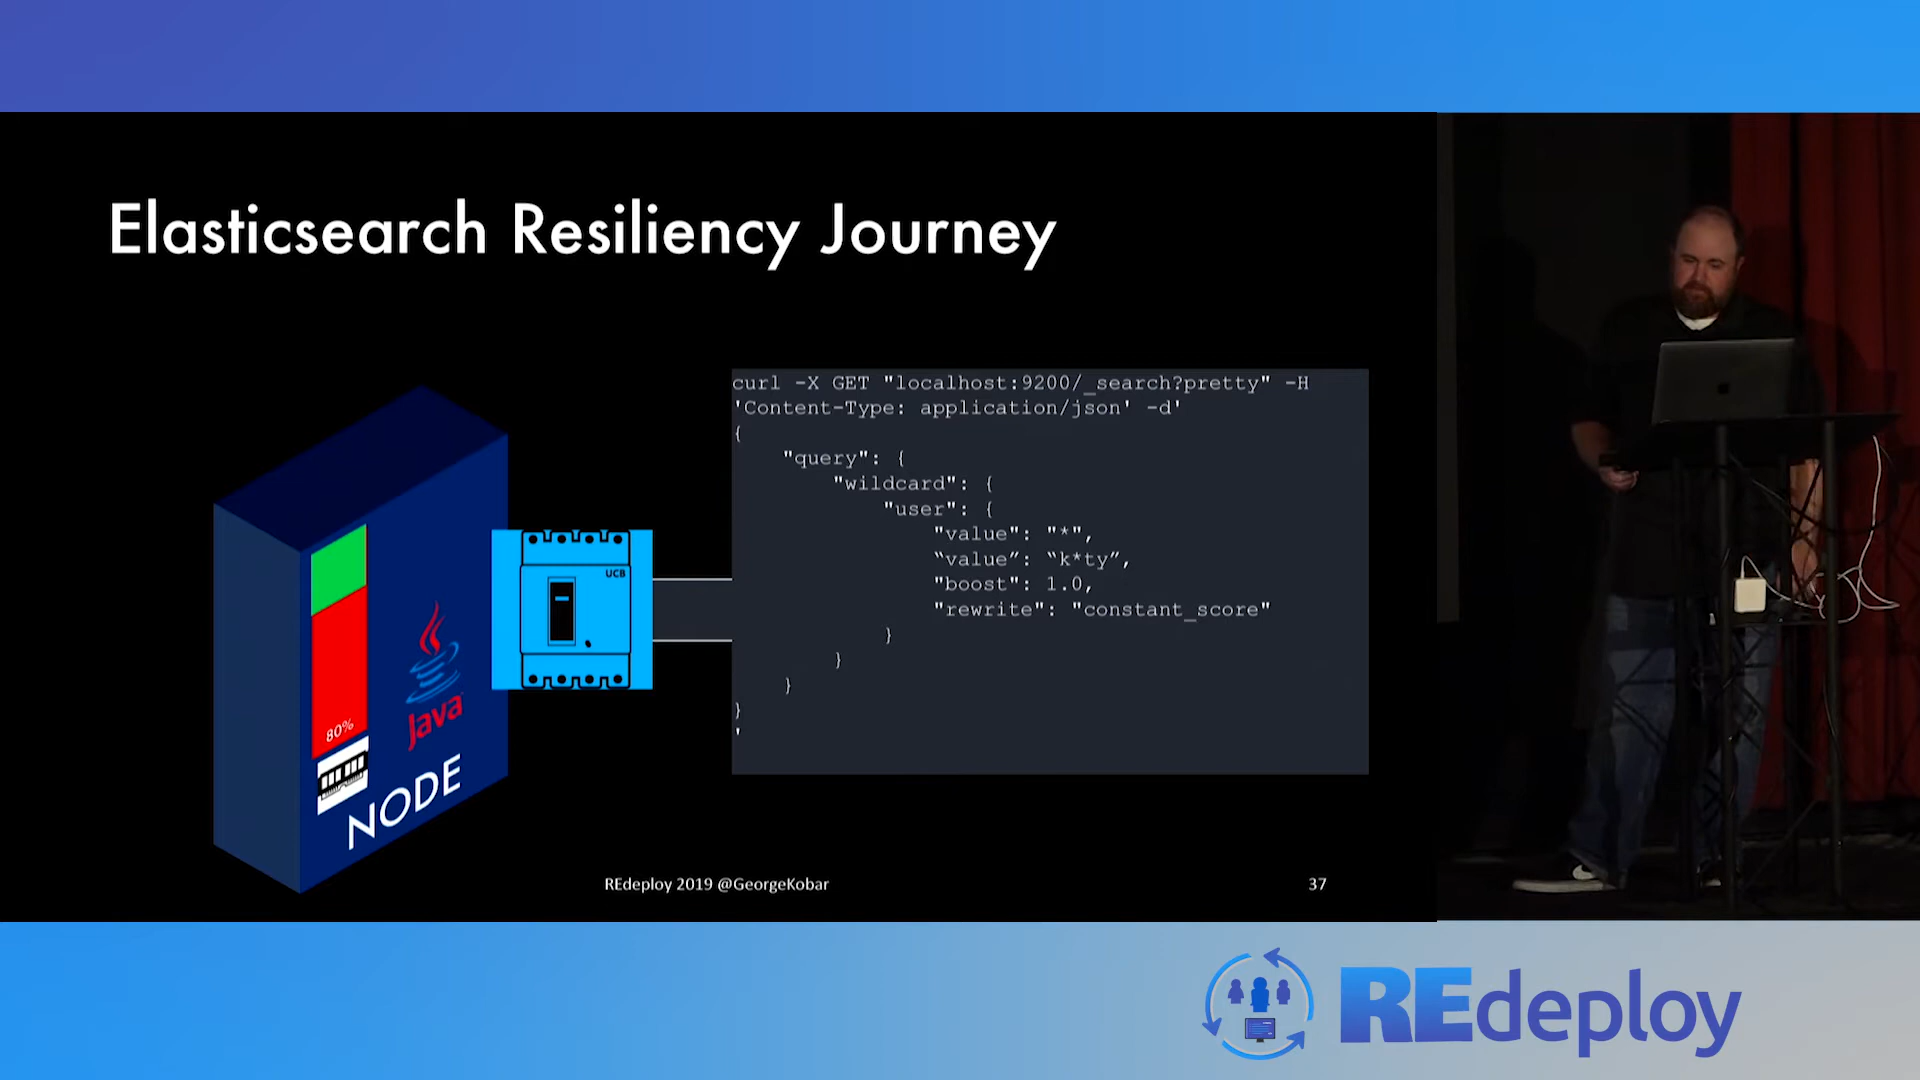 Elasticsearch Resiliency Journey
curl -X GET "localhost:9200/_search?pretty" -H
'Content-Type: application/json' -d'
{
"query": {
"wildcard": {
"user": {
"value": "*",
“value”: “k*ty”,
"boost": 1.0,
"rewrite": "constant_score"
}
}
}
}
'
UCB
80%
Java
NODE
REdeploy 2019 @GeorgeKobar
37
REdeploy